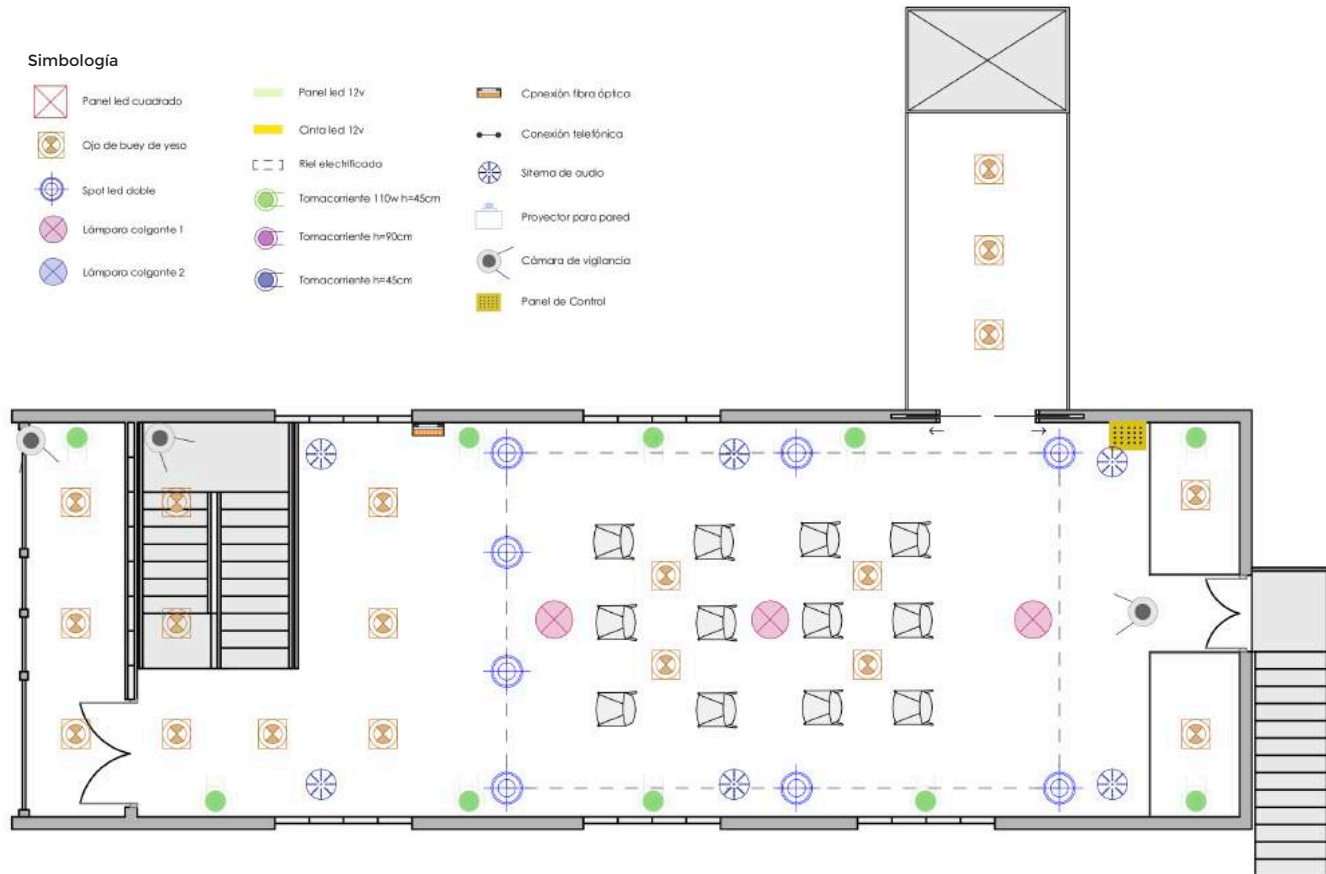 Simbología
Panel led cuadrado
Ojo de buey de yeso
Spot led doble
Lámpara colgante 1
Lámpara colgante 2
Panel led 12v
Cinta led 12v
Riel electrificada
Tomacorriente 110w h=45cm
Tomacorriente h=90cm
Tomacorriente h=45cm
Cpnexión fibra óptica
Conexión telefónica
Sitema de audio
Proyector para pared
Cámara de vigilancia
Panel de Control